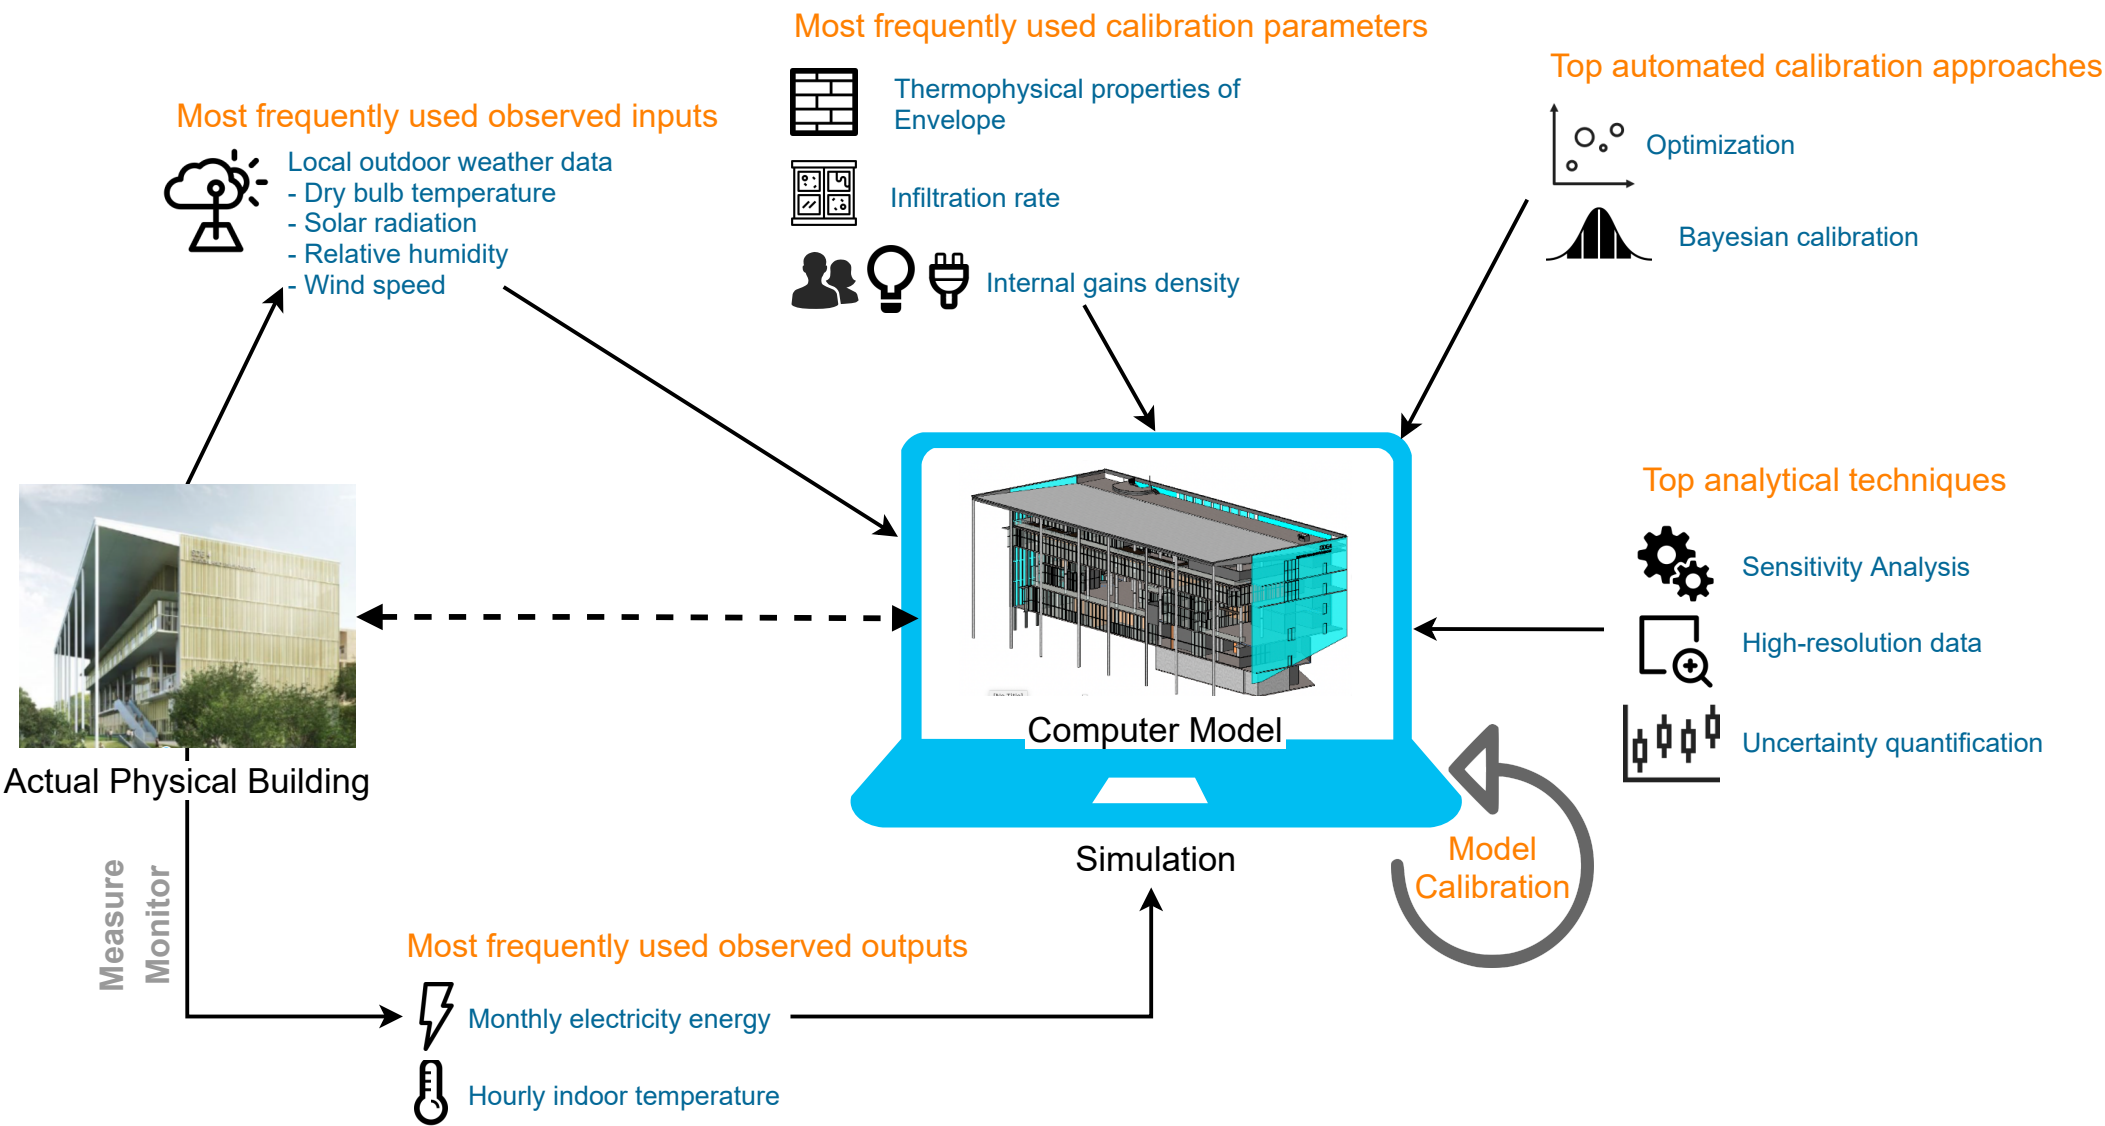 Most frequently used calibration parameters
Thermophysical properties of
Envelope
Infiltration rate
Internal gains density
Top automated calibration approaches
Optimization
Bayesian calibration
Most frequently used observed inputs
Local outdoor weather data
- Dry bulb temperature
- Solar radiation
- Relative humidity
- Wind speed
Top analytical techniques
Sensitivity Analysis
High-resolution data
Uncertainty quantification
Computer Model
Actual Physical Building
Simulation
Model
Calibration
Measure
Monitor
Most frequently used observed outputs
Monthly electricity energy
Hourly indoor temperature